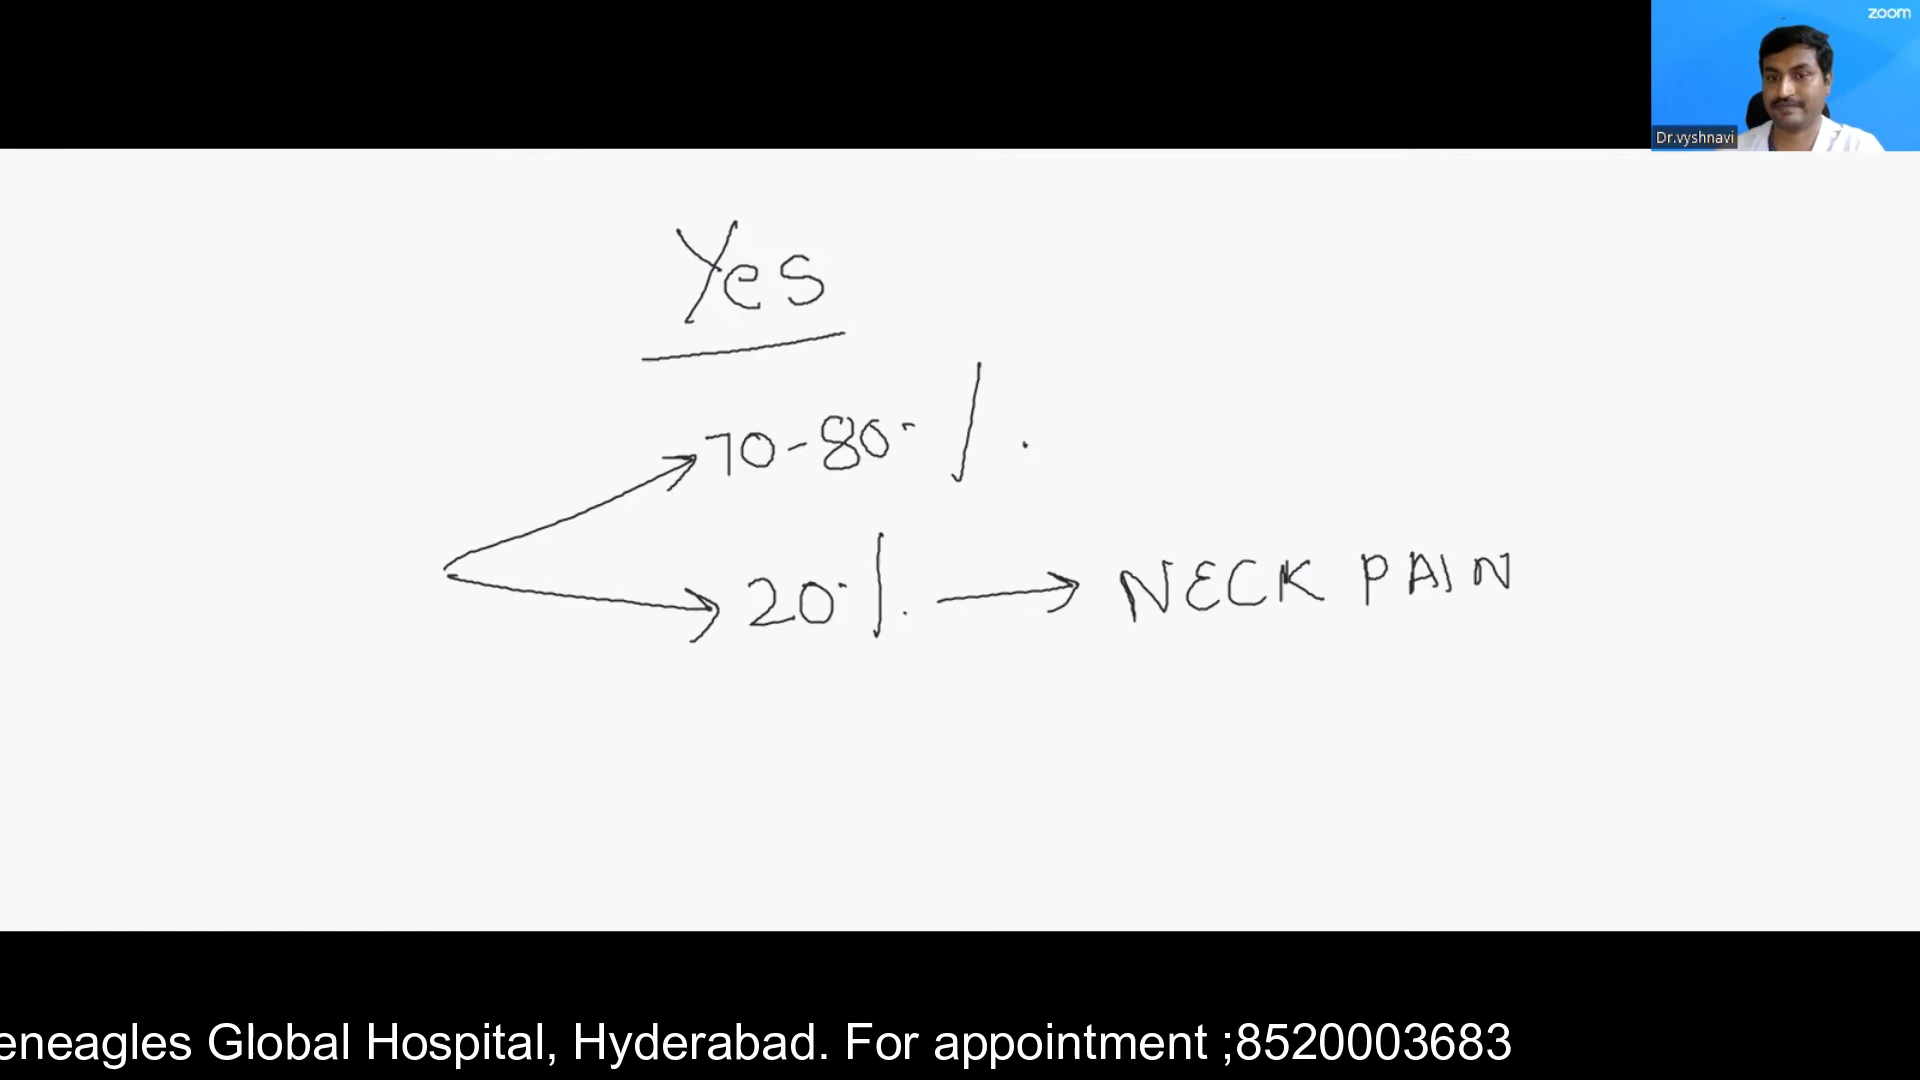 zoom
Dr.vyshnavi
Yes
70-80%.
20%. → NECK PAIN
eneagles Global Hospital, Hyderabad. For appointment ;8520003683